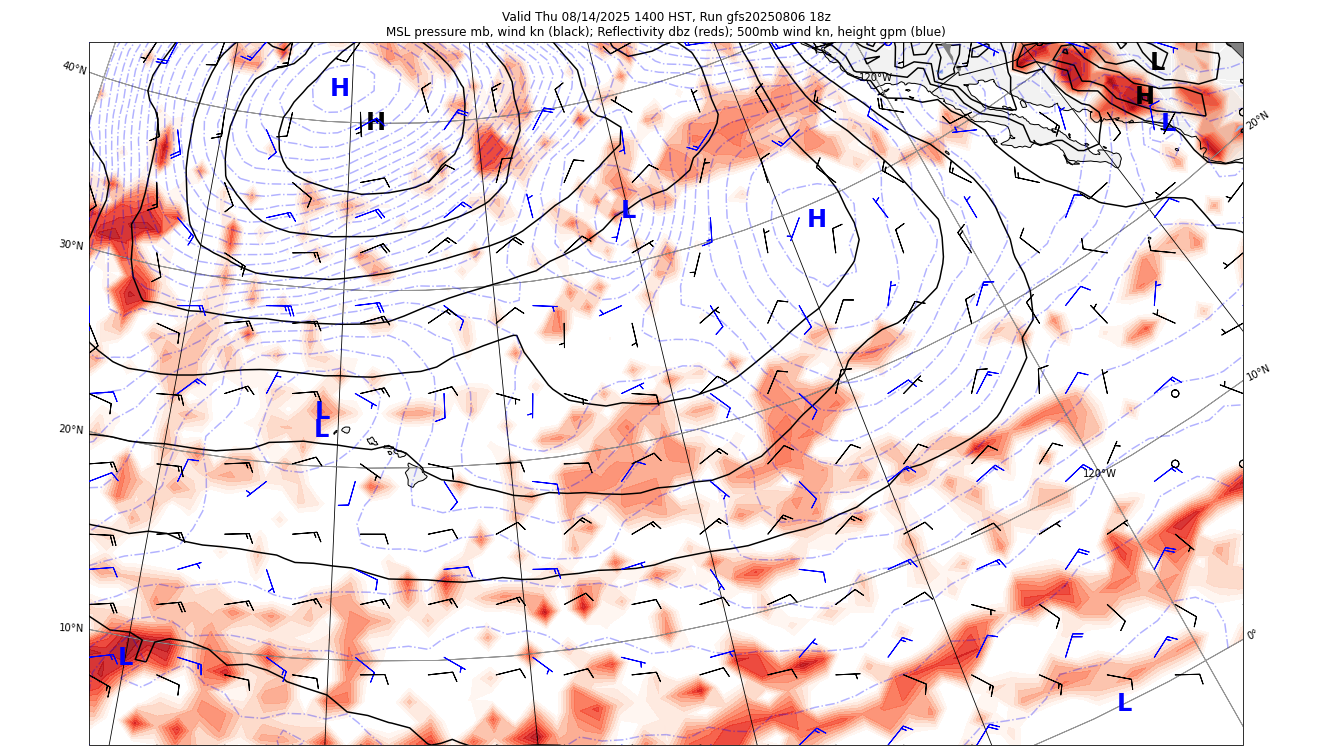 Valid Thu 08/14/2025 1400 HST, Run gfs20250806 18z
MSL pressure mb, wind kn (black); Reflectivity dbz (reds); 500mb wind kn, height gpm (blue)
40°N
120°W
L
H
H
L
20°N
H
L
H
30°N
10°N
L
L
20°N
120°W
10°N
0°
L
L